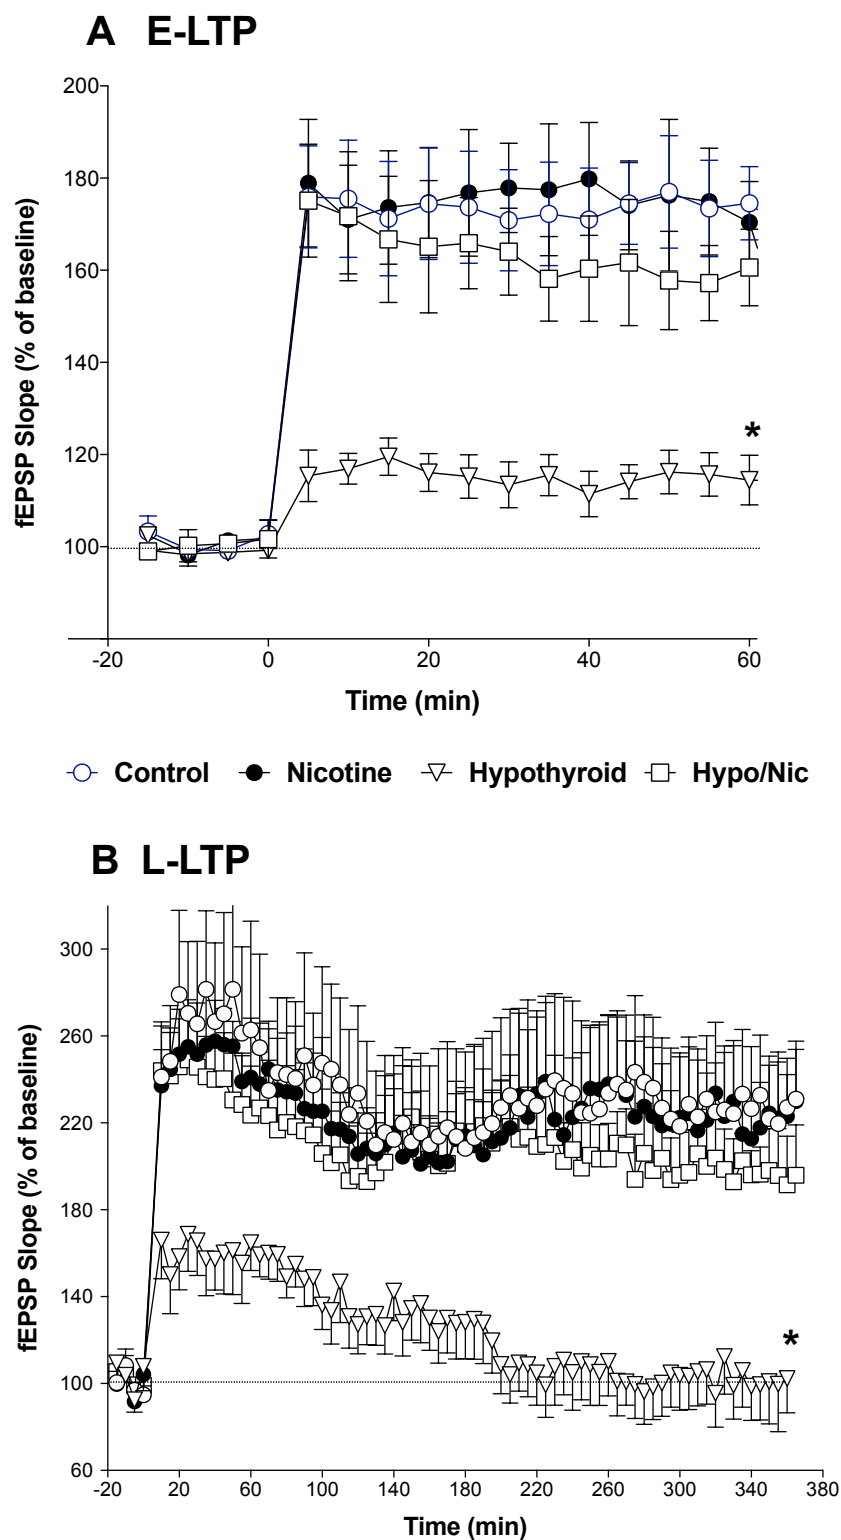 A E-LTP
fEPSP Slope (% of baseline)
200
180
160
140
120
100
*
-20 0 20 40 60
Time (min)
Control Nicotine Hypothyroid Hypo/Nic
B L-LTP
fEPSP Slope (% of baseline)
300
260
220
180
140
100
60
*
-20 20 60 100 140 180 220 260 300 340 380
Time (min)